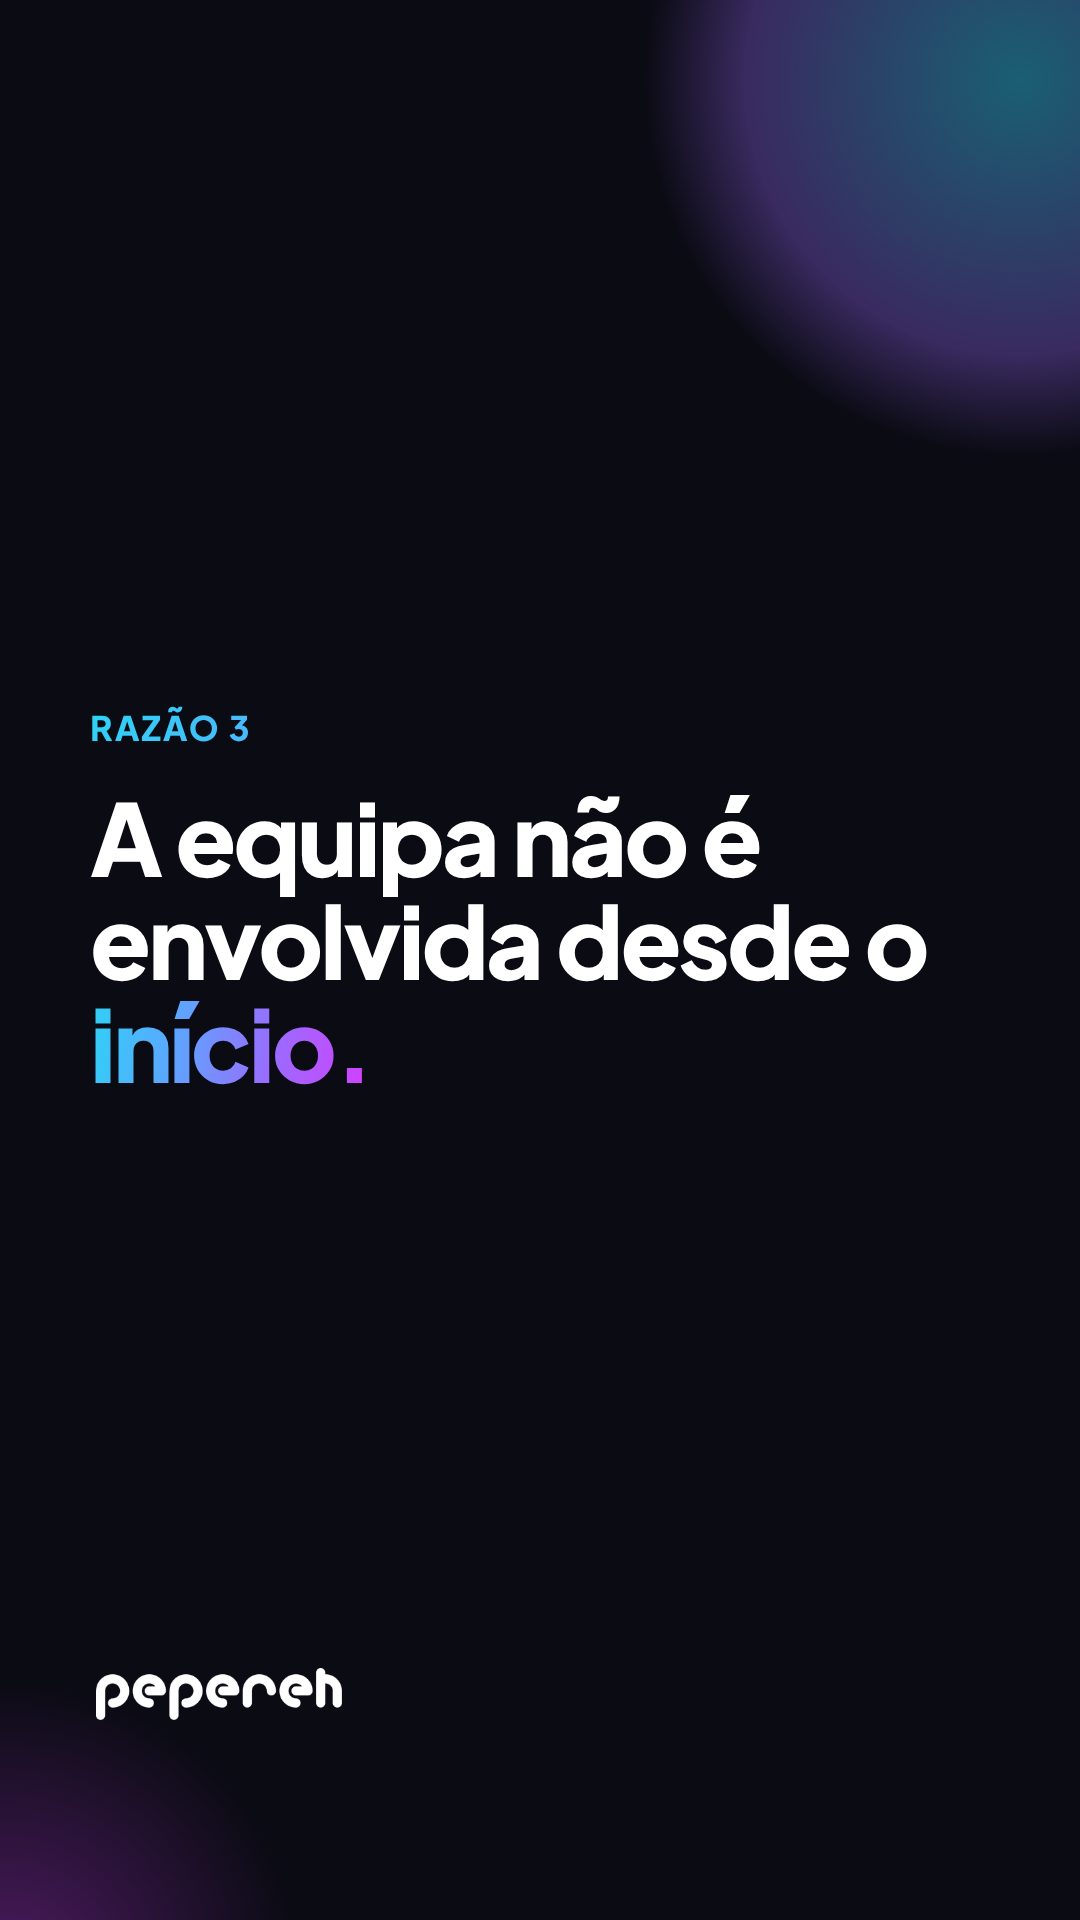 RAZÃO 3
A equipa não é
envolvida desde o
início.
pepereh